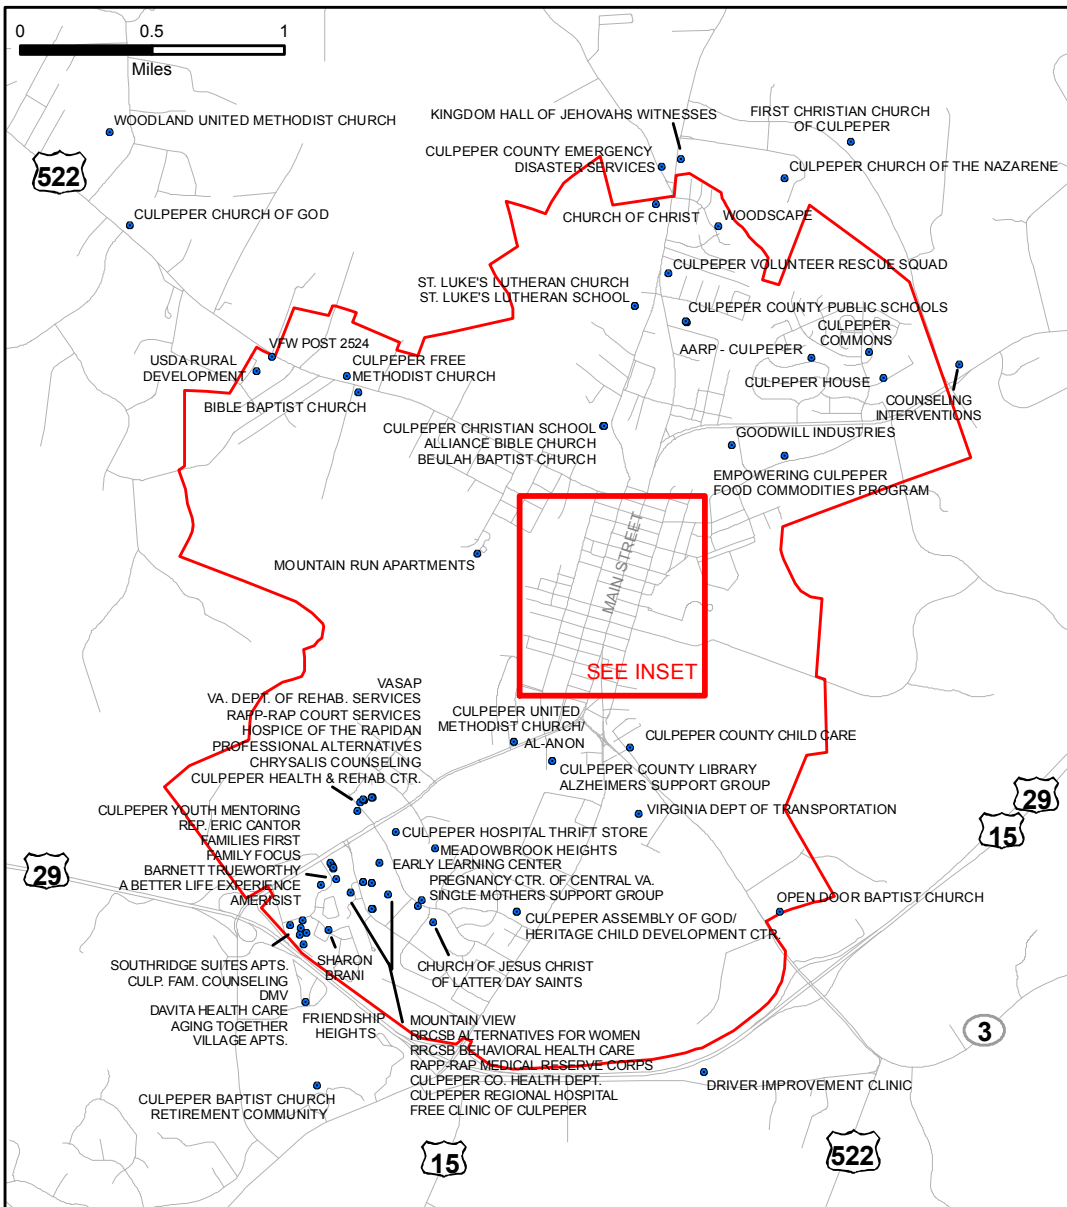 0 0.5 1
Miles
WOODLAND UNITED METHODIST CHURCH
KINGDOM HALL OF JEHOVAHS WITNESSES
FIRST CHRISTIAN CHURCH
OF CULPEPER
522
CULPEPER COUNTY EMERGENCY
DISASTER SERVICES
CULPEPER CHURCH OF THE NAZARENE
CULPEPER CHURCH OF GOD
CHURCH OF CHRIST
WOODSCAPE
CULPEPER VOLUNTEER RESCUE SQUAD
ST. LUKE'S LUTHERAN CHURCH
ST. LUKE'S LUTHERAN SCHOOL
CULPEPER COUNTY PUBLIC SCHOOLS
CULPEPER
COMMONS
VFW POST 2524
USDA RURAL
DEVELOPMENT
CULPEPER FREE
METHODIST CHURCH
AARP - CULPEPER
CULPEPER HOUSE
BIBLE BAPTIST CHURCH
COUNSELING
INTERVENTIONS
CULPEPER CHRISTIAN SCHOOL
ALLIANCE BIBLE CHURCH
BEULAH BAPTIST CHURCH
GOODWILL INDUSTRIES
EMPOWERING CULPEPER
FOOD COMMODITIES PROGRAM
MAIN STREET
MOUNTAIN RUN APARTMENTS
SEE INSET
VASAP
VA. DEPT. OF REHAB. SERVICES
RAPP-RAP COURT SERVICES
HOSPICE OF THE RAPIDAN
PROFESSIONAL ALTERNATIVES
CHRYSALIS COUNSELING
CULPEPER HEALTH & REHAB CTR.
CULPEPER UNITED
METHODIST CHURCH/
AL-ANON
CULPEPER COUNTY CHILD CARE
CULPEPER COUNTY LIBRARY
ALZHEIMERS SUPPORT GROUP
29
15
CULPEPER YOUTH MENTORING
REP. ERIC CANTOR
FAMILIES FIRST
FAMILY FOCUS
BARNETT TRUEWORTHY
A BETTER LIFE EXPERIENCE
AMERISIST
VIRGINIA DEPT OF TRANSPORTATION
CULPEPER HOSPITAL THRIFT STORE
MEADOWBROOK HEIGHTS
EARLY LEARNING CENTER
PREGNANCY CTR. OF CENTRAL VA.
SINGLE MOTHERS SUPPORT GROUP
29
OPEN DOOR BAPTIST CHURCH
CULPEPER ASSEMBLY OF GOD/
HERITAGE CHILD DEVELOPMENT CTR.
SOUTHRIDGE SUITES APTS.
CULP. FAM. COUNSELING
DMV
DAVITA HEALTH CARE
AGING TOGETHER
VILLAGE APTS.
SHARON
BRANI
CHURCH OF JESUS CHRIST
OF LATTER DAY SAINTS
FRIENDSHIP
HEIGHTS
MOUNTAIN VIEW
RRCSB ALTERNATIVES FOR WOMEN
RRCSB BEHAVIORAL HEALTH CARE
RAPP-RAP MEDICAL RESERVE CORPS
CULPEPER CO. HEALTH DEPT.
CULPEPER REGIONAL HOSPITAL
FREE CLINIC OF CULPEPER
3
DRIVER IMPROVEMENT CLINIC
CULPEPER BAPTIST CHURCH
RETIREMENT COMMUNITY
15
522